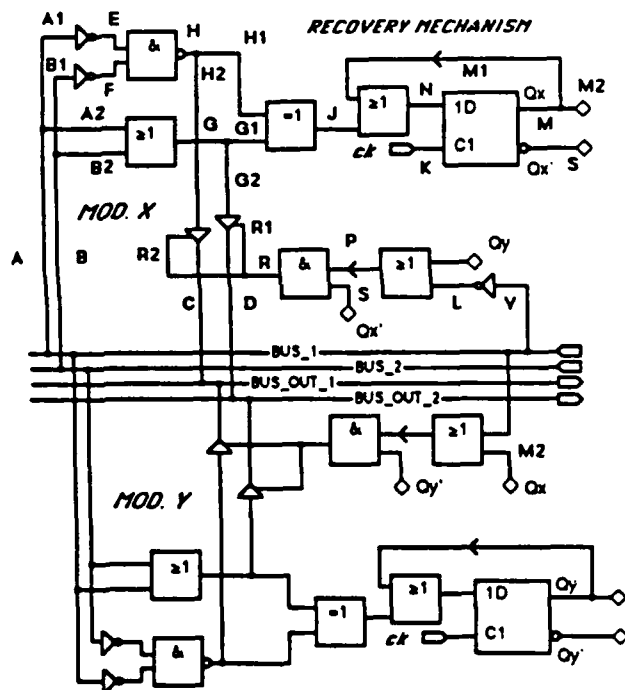 A1 E H H1 RECOVERY MECHANISM
&
B1 F H2 M1 M2
N Qx
A2 ≥1 1D M
≥1 G G1 =1 J
ck K C1 Qx' S
B2
G2
MOD. X
R1 P Qy
A B R2 R & ≥1
C D S L V
Qx'
BUS_1
BUS_2
BUS_OUT_1
BUS_OUT_2
& ≥1
M2
Qy' Qx
MOD. Y
≥1 ≥1 1D Qy
=1
ck C1 Qy'
&